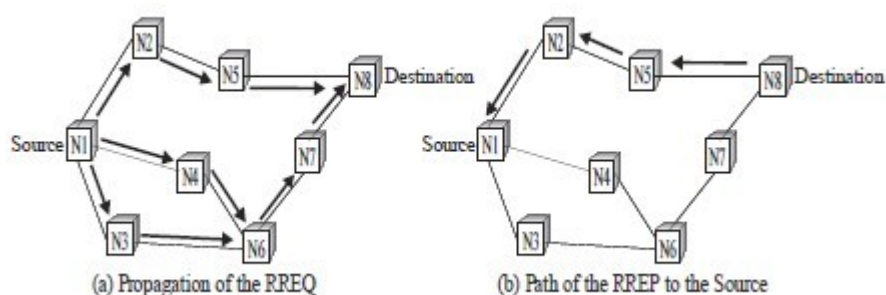 N2
N5
N8
Destination
Source
N1
N4
N7
N3
N6
(a) Propagation of the RREQ
N2
N5
N8
Destination
Source
N1
N4
N7
N3
N6
(b) Path of the RREP to the Source